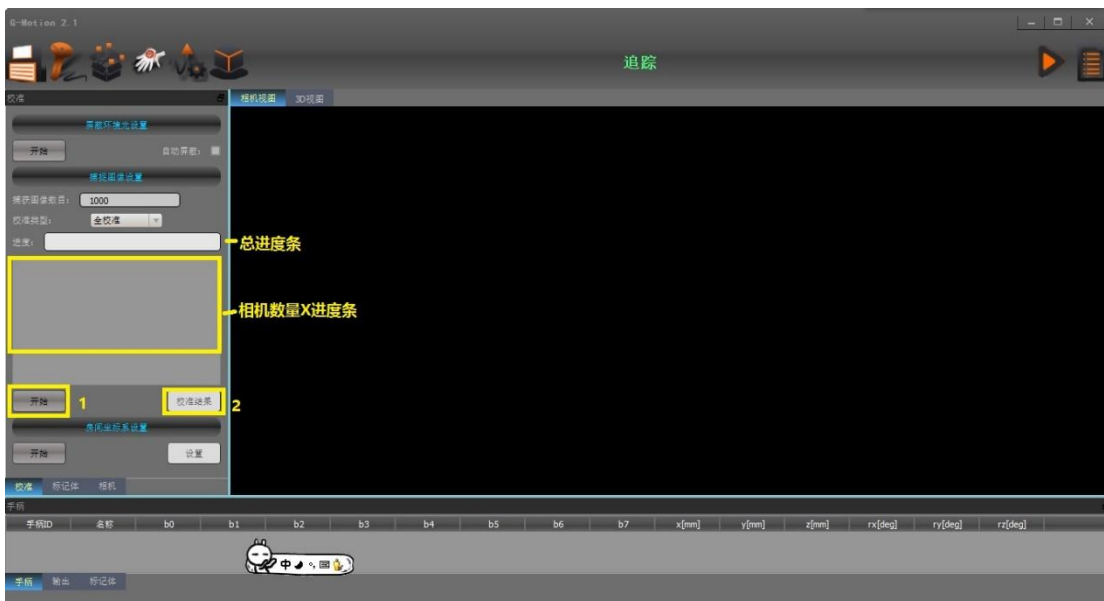 G-Motion 2.1
追踪
校准
相机视图 3D视图
屏蔽环境光设置
开始 自动屏蔽:
捕捉图像设置
捕获图像数目: 1000
校准类型: 全校准
进度:
总进度条
相机数量X进度条
开始 1 校准结果 2
房间坐标系设置
开始 设置
校准 标记体 相机
手柄
手柄ID 名称 b0 b1 b2 b3 b4 b5 b6 b7 x[mm] y[mm] z[mm] rx[deg] ry[deg] rz[deg]
中
手柄 输出 标记体